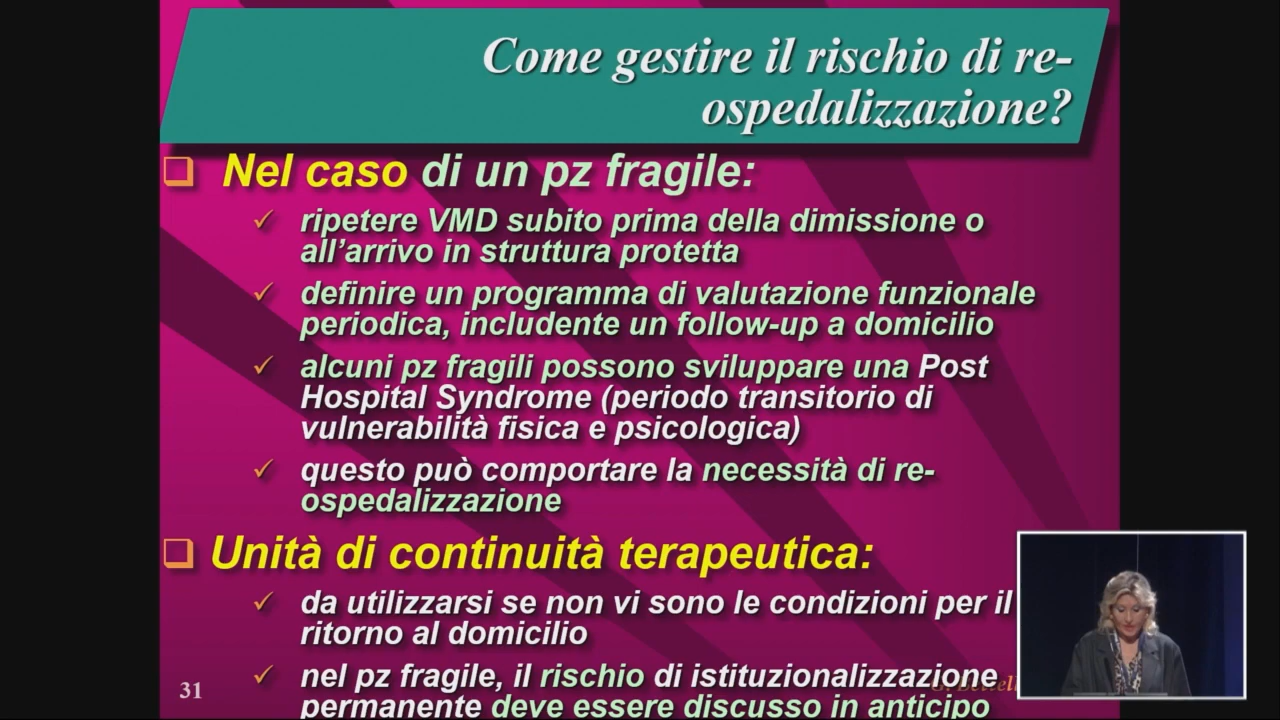 Come gestire il rischio di re-
ospedalizzazione?
Nel caso di un pz fragile:
ripetere VMD subito prima della dimissione o
all’arrivo in struttura protetta
definire un programma di valutazione funzionale
periodica, includente un follow-up a domicilio
alcuni pz fragili possono sviluppare una Post
Hospital Syndrome (periodo transitorio di
vulnerabilità fisica e psicologica)
questo può comportare la necessità di re-
ospedalizzazione
Unità di continuità terapeutica:
da utilizzarsi se non vi sono le condizioni per il
ritorno al domicilio
nel pz fragile, il rischio di istituzionalizzazione
permanente deve essere discusso in anticipo
31